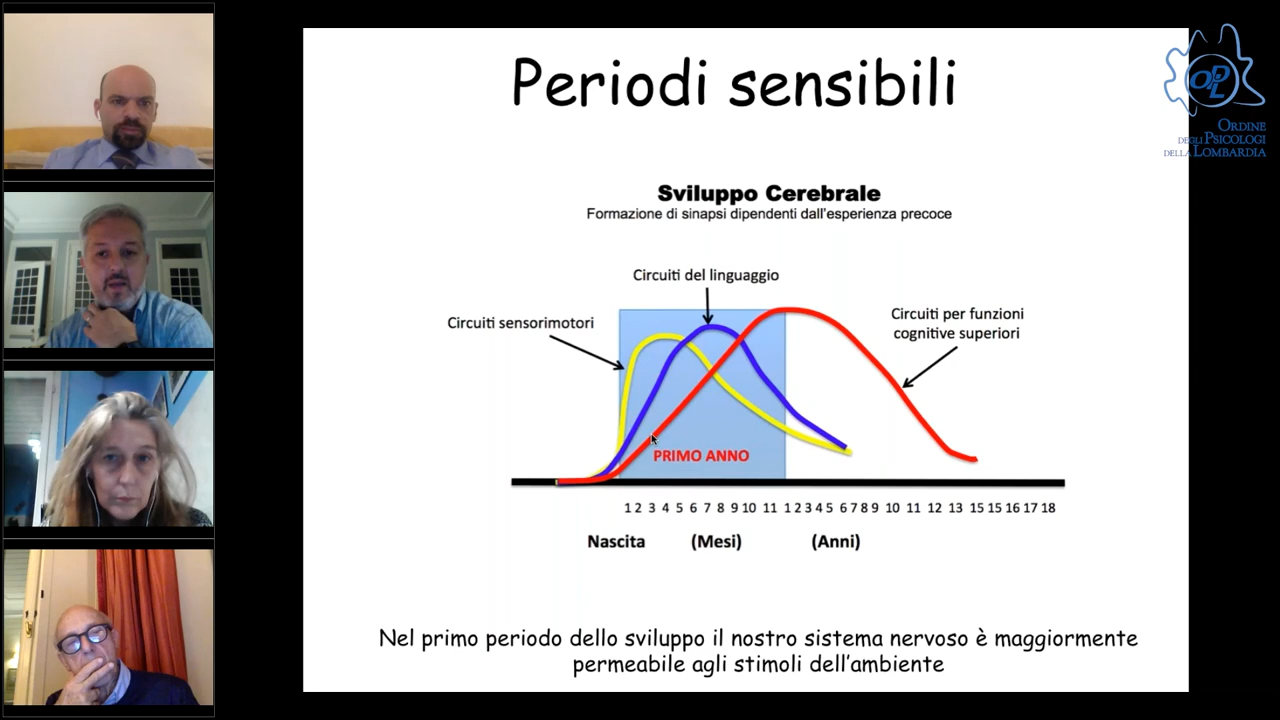 Periodi sensibili
ORDINE
DEGLI PSICOLOGI
DELLA LOMBARDIA
OPL
Sviluppo Cerebrale
Formazione di sinapsi dipendenti dall'esperienza precoce
Circuiti del linguaggio
Circuiti sensorimotori
Circuiti per funzioni
cognitive superiori
PRIMO ANNO
1 2 3 4 5 6 7 8 9 10 11 1 2 3 4 5 6 7 8 9 10 11 12 13 15 15 16 17 18
Nascita (Mesi) (Anni)
Nel primo periodo dello sviluppo il nostro sistema nervoso è maggiormente
permeabile agli stimoli dell'ambiente